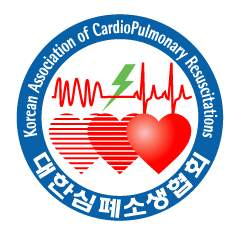 Korean Association of CardioPulmonary Resuscitations
대한심폐소생협회